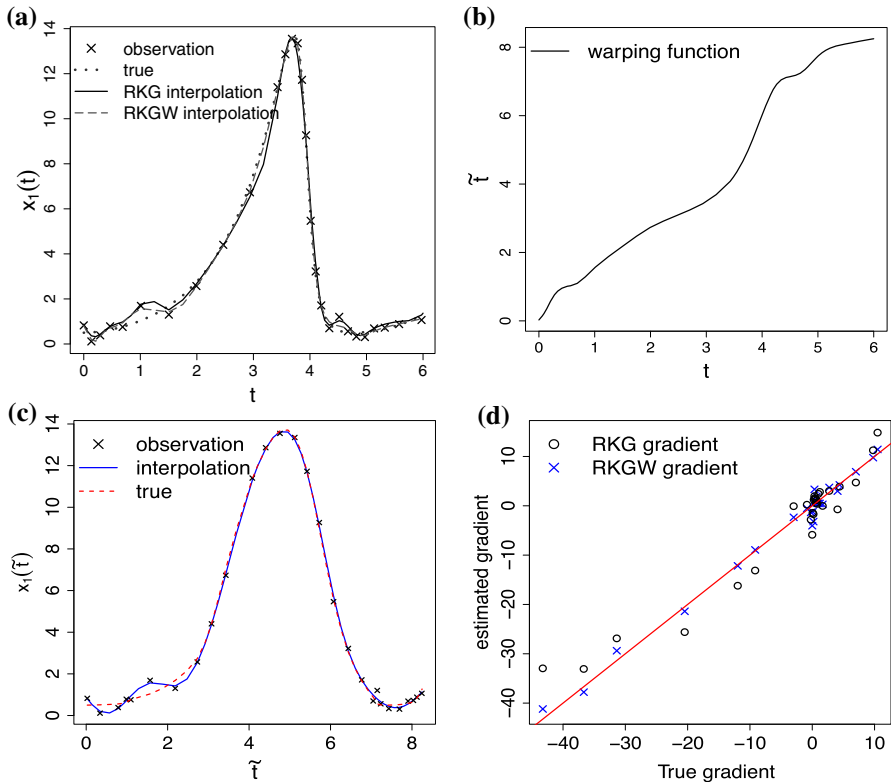 (a)
observation
true
RKG interpolation
RKGW interpolation
x₁(t)
14
12
10
8
6
4
2
0
0 1 2 3 4 5 6
t
(b)
warping function
t̃
8
6
4
2
0
0 1 2 3 4 5 6
t
(c)
observation
interpolation
true
x₁(t̃)
14
12
10
8
6
4
2
0
0 2 4 6 8
t̃
(d)
RKG gradient
RKGW gradient
estimated gradient
10
0
−10
−20
−30
−40
−40 −30 −20 −10 0 10
True gradient